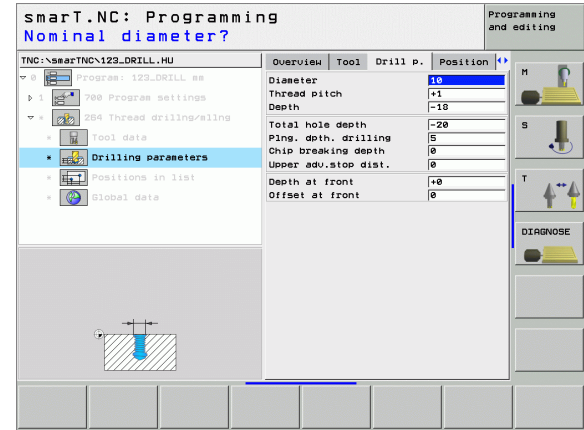 smarT.NC: Programming
Nominal diameter?
Programming
and editing
TNC:\smarTNC\123_DRILL.HU
0 Program: 123_DRILL mm
1 700 Program settings
* 264 Thread drillng/mllng
* Tool data
* Drilling parameters
* Positions in list
* Global data
Overview Tool Drill p. Position
Diameter 10
Thread pitch +1
Depth -18
Total hole depth -20
Plng. dpth. drilling 5
Chip breaking depth 0
Upper adv.stop dist. 0
Depth at front +0
Offset at front 0
M
S
T
DIAGNOSE